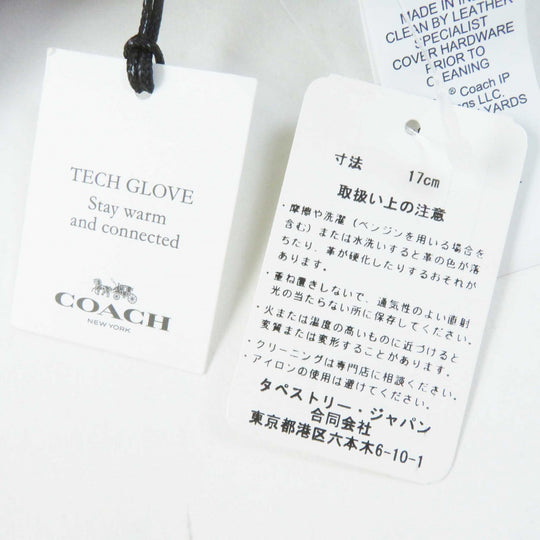 TECH GLOVE
Stay warm
and connected
COACH
NEW YORK
寸法 17cm
取扱い上の注意
・摩擦や洗濯(ベンジンを用いる場合を
含む)または水洗いすると革の色が落
ちたり、革が硬化したりするおそれが
あります。
・重ね置きしないで、通気性のよい直射
光の当たらない所に保存してください。
・火または温度の高いものに近づけると
変質または変形することがあります。
・クリーニングは専門店に相談ください。
・アイロンの使用は避けてください。
タペストリー・ジャパン
合同会社
東京都港区六本木6-10-1
MADE IN
CLEAN BY LEATHER
SPECIALIST
COVER HARDWARE
PRIOR TO
CLEANING
® Coach IP
LLC.
YARDS